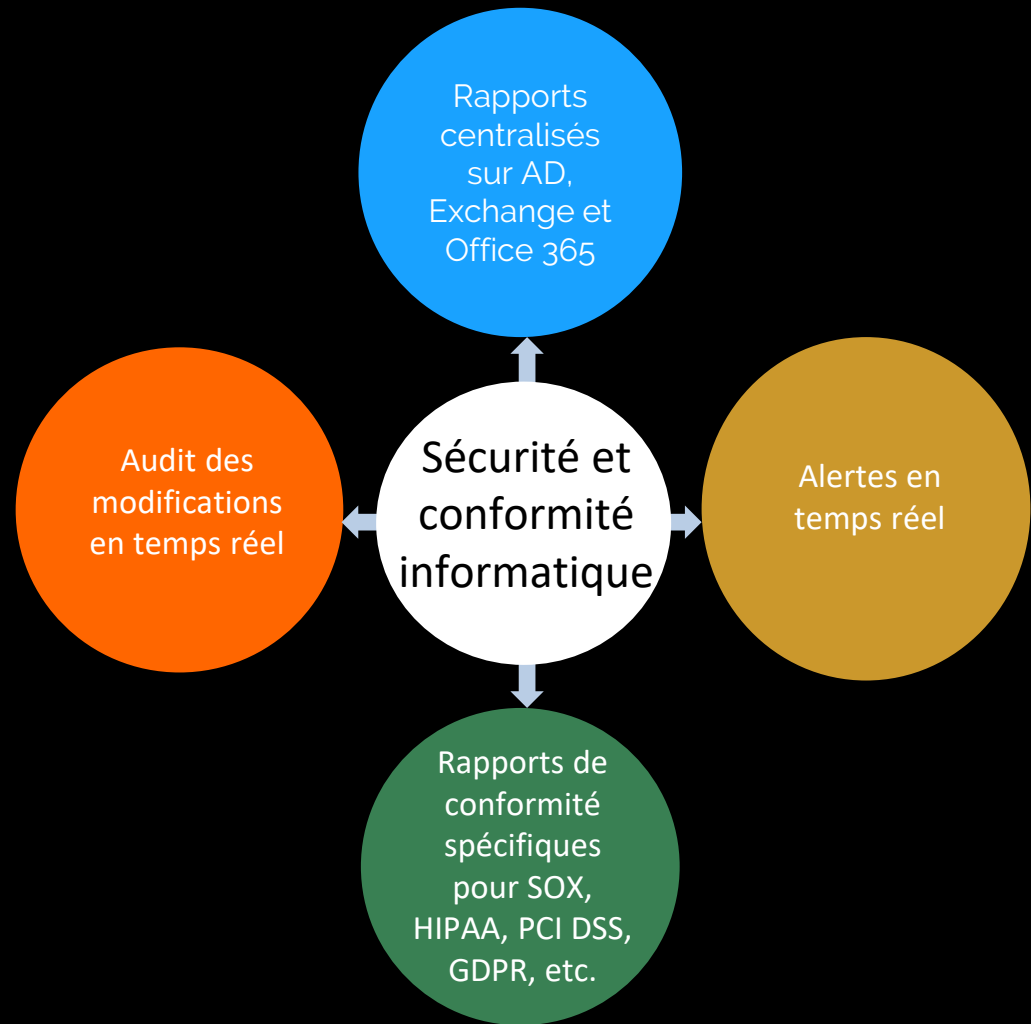 Rapports
centralisés
sur AD,
Exchange et
Office 365
Audit des
modifications
en temps réel
Sécurité et
conformité
informatique
Alertes en
temps réel
Rapports de
conformité
spécifiques
pour SOX,
HIPAA, PCI DSS,
GDPR, etc.